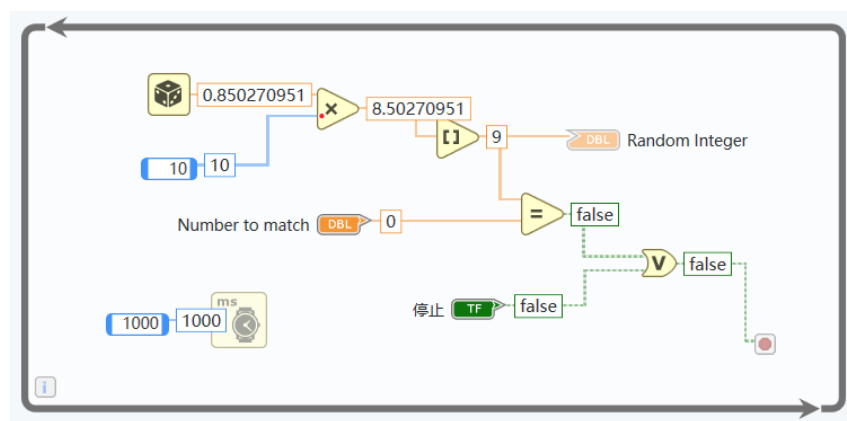 0.850270951
×
8.50270951
10
10
[ ]
9
DBL
Random Integer
Number to match
DBL
0
=
false
V
false
停止
TF
false
1000
1000
ms
i